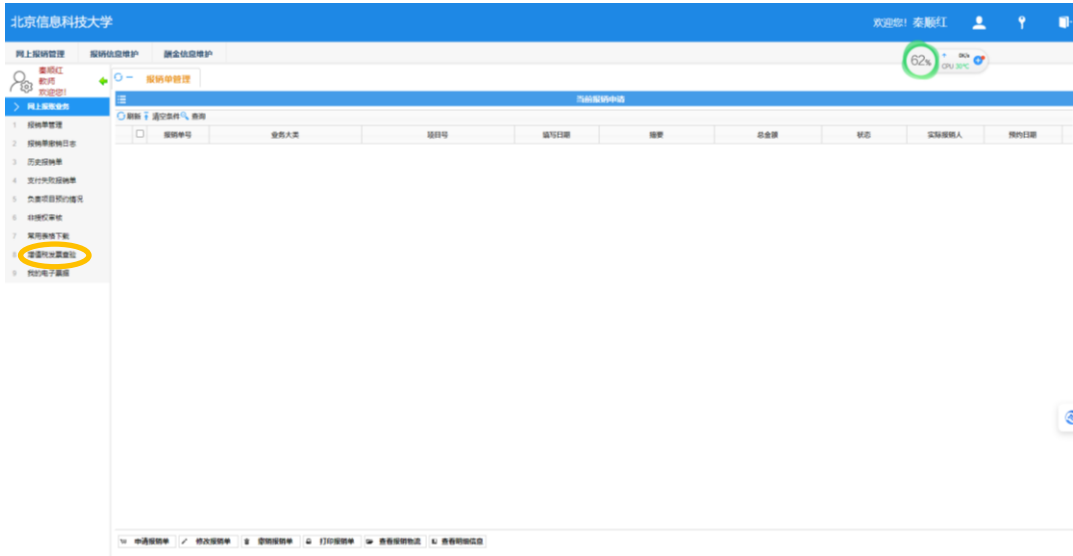 北京信息科技大学
欢迎您！秦顺红
网上报销管理 报销信息维护 酬金信息维护
秦顺红
教师
欢迎您!
62%
0K/s
CPU 30℃
报销单管理
网上报账业务
当前报销申请
刷新 清空条件 查询
报销单号 业务大类 项目号 填写日期 摘要 总金额 状态 实际报销人 预约日期
1 报销单管理
2 报销单撤销日志
3 历史报销单
4 支付失败报销单
5 负责项目预约情况
6 非授权审核
7 常用表格下载
8 增值税发票查验
9 我的电子票据
申请报销单 修改报销单 撤销报销单 打印报销单 查看报销物流 查看明细信息